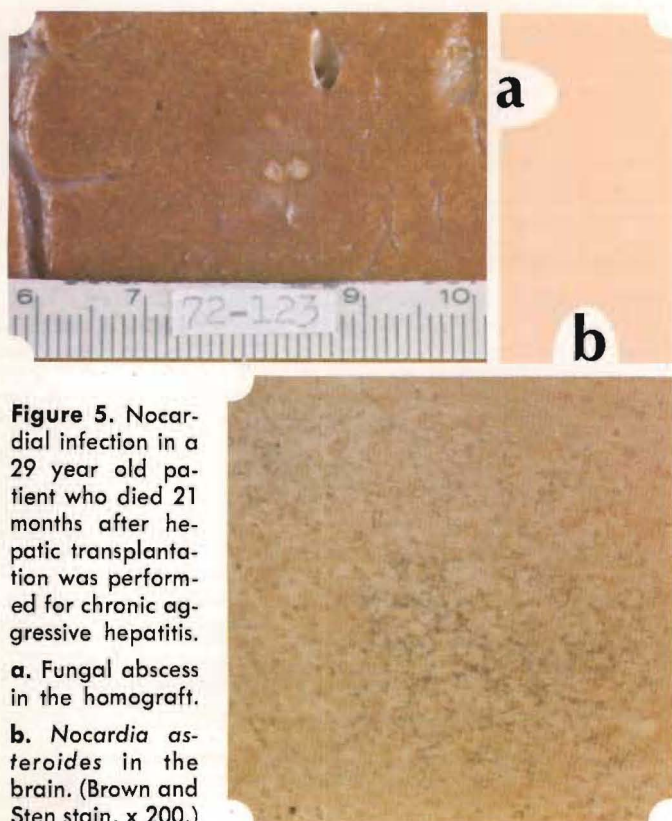 a
6 7 72-123 9 10
b
Figure 5. Nocar-
dial infection in a
29 year old pa-
tient who died 21
months after he-
patic transplanta-
tion was perform-
ed for chronic ag-
gressive hepatitis.
a. Fungal abscess
in the homograft.
b. Nocardia as-
teroides in the
brain. (Brown and
Sten stain, x 200.)